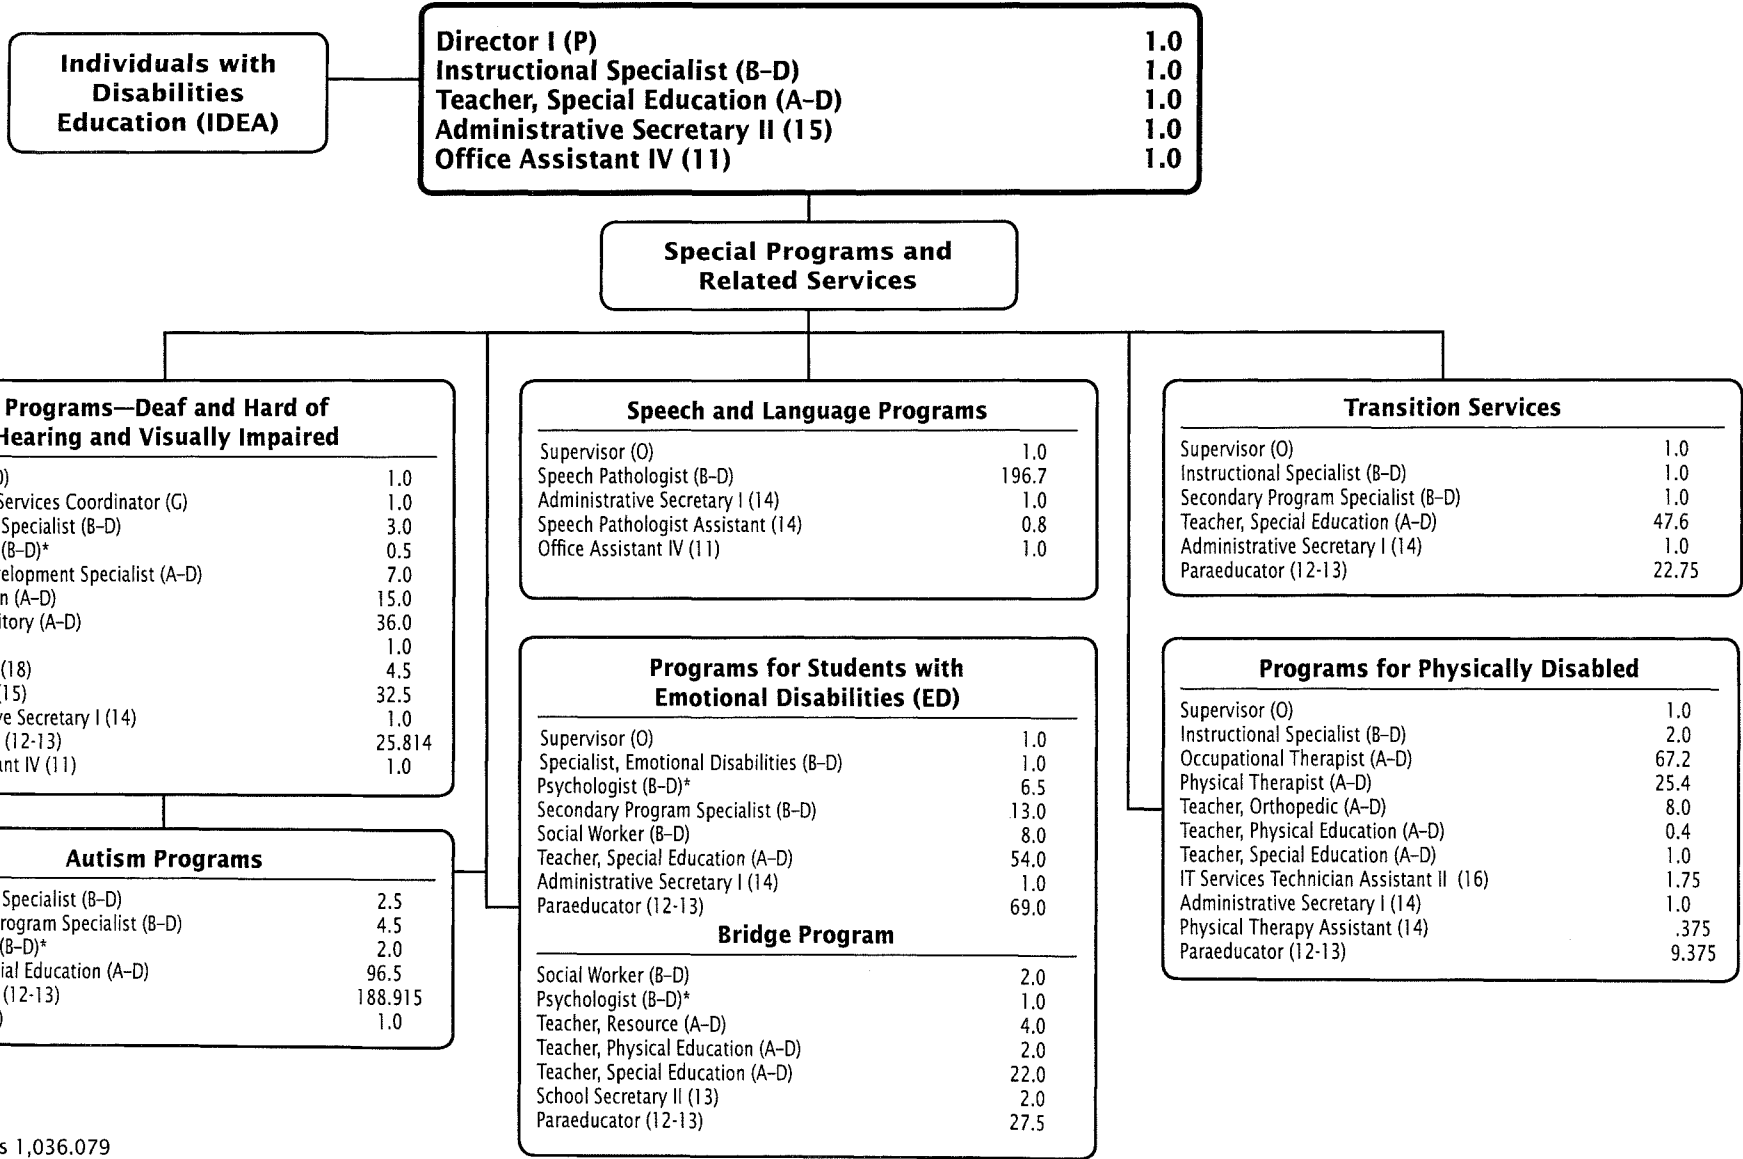 Individuals with
Disabilities
Education (IDEA)
Director I (P) 1.0
Instructional Specialist (B–D) 1.0
Teacher, Special Education (A–D) 1.0
Administrative Secretary II (15) 1.0
Office Assistant IV (11) 1.0
Special Programs and
Related Services
Programs—Deaf and Hard of
Hearing and Visually Impaired
) 1.0
Services Coordinator (G) 1.0
Specialist (B–D) 3.0
(B–D)* 0.5
elopment Specialist (A–D) 7.0
n (A–D) 15.0
itory (A–D) 36.0
1.0
(18) 4.5
(15) 32.5
e Secretary I (14) 1.0
(12-13) 25.814
nt IV (11) 1.0
Autism Programs
Specialist (B–D) 2.5
rogram Specialist (B–D) 4.5
(B–D)* 2.0
ial Education (A–D) 96.5
(12-13) 188.915
) 1.0
Speech and Language Programs
Supervisor (O) 1.0
Speech Pathologist (B–D) 196.7
Administrative Secretary I (14) 1.0
Speech Pathologist Assistant (14) 0.8
Office Assistant IV (11) 1.0
Programs for Students with
Emotional Disabilities (ED)
Supervisor (O) 1.0
Specialist, Emotional Disabilities (B–D) 1.0
Psychologist (B–D)* 6.5
Secondary Program Specialist (B–D) 13.0
Social Worker (B–D) 8.0
Teacher, Special Education (A–D) 54.0
Administrative Secretary I (14) 1.0
Paraeducator (12-13) 69.0
Bridge Program
Social Worker (B–D) 2.0
Psychologist (B–D)* 1.0
Teacher, Resource (A–D) 4.0
Teacher, Physical Education (A–D) 2.0
Teacher, Special Education (A–D) 22.0
School Secretary II (13) 2.0
Paraeducator (12-13) 27.5
Transition Services
Supervisor (O) 1.0
Instructional Specialist (B–D) 1.0
Secondary Program Specialist (B–D) 1.0
Teacher, Special Education (A–D) 47.6
Administrative Secretary I (14) 1.0
Paraeducator (12-13) 22.75
Programs for Physically Disabled
Supervisor (O) 1.0
Instructional Specialist (B–D) 2.0
Occupational Therapist (A–D) 67.2
Physical Therapist (A–D) 25.4
Teacher, Orthopedic (A–D) 8.0
Teacher, Physical Education (A–D) 0.4
Teacher, Special Education (A–D) 1.0
IT Services Technician Assistant II (16) 1.75
Administrative Secretary I (14) 1.0
Physical Therapy Assistant (14) .375
Paraeducator (12-13) 9.375
s 1,036.079